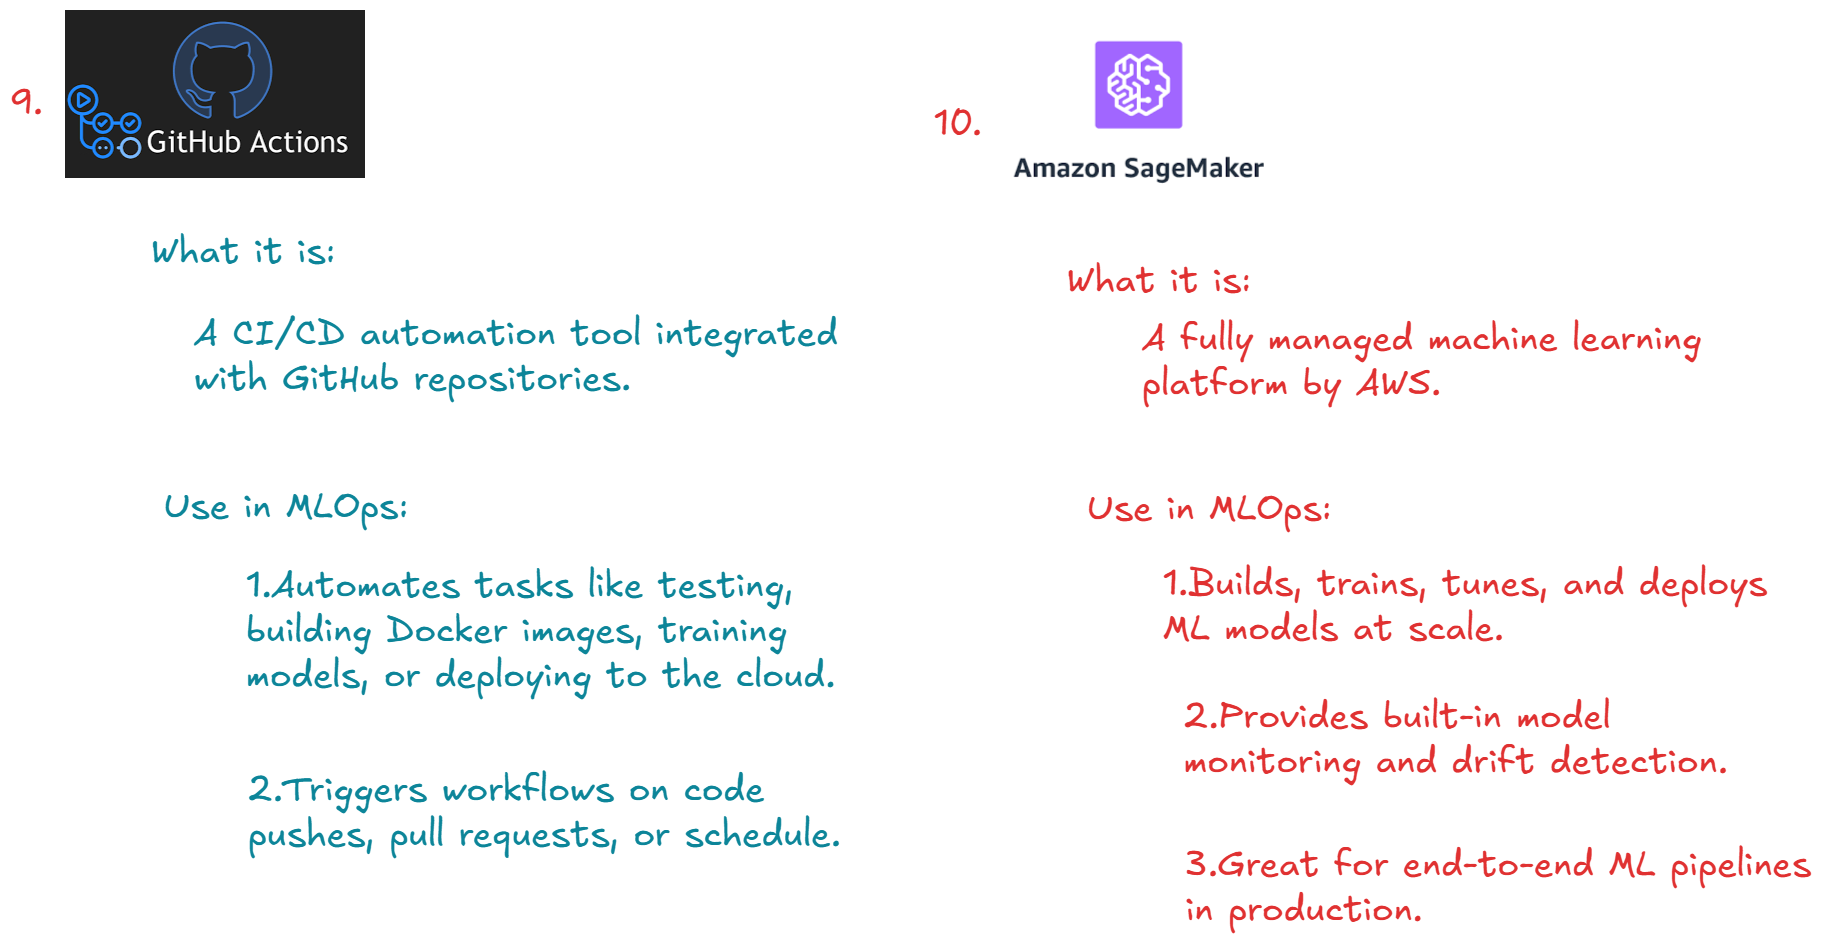 9.
GitHub Actions
What it is:
A CI/CD automation tool integrated
with GitHub repositories.
Use in MLOps:
1.Automates tasks like testing,
building Docker images, training
models, or deploying to the cloud.
2.Triggers workflows on code
pushes, pull requests, or schedule.
10.
Amazon SageMaker
What it is:
A fully managed machine learning
platform by AWS.
Use in MLOps:
1.Builds, trains, tunes, and deploys
ML models at scale.
2.Provides built-in model
monitoring and drift detection.
3.Great for end-to-end ML pipelines
in production.